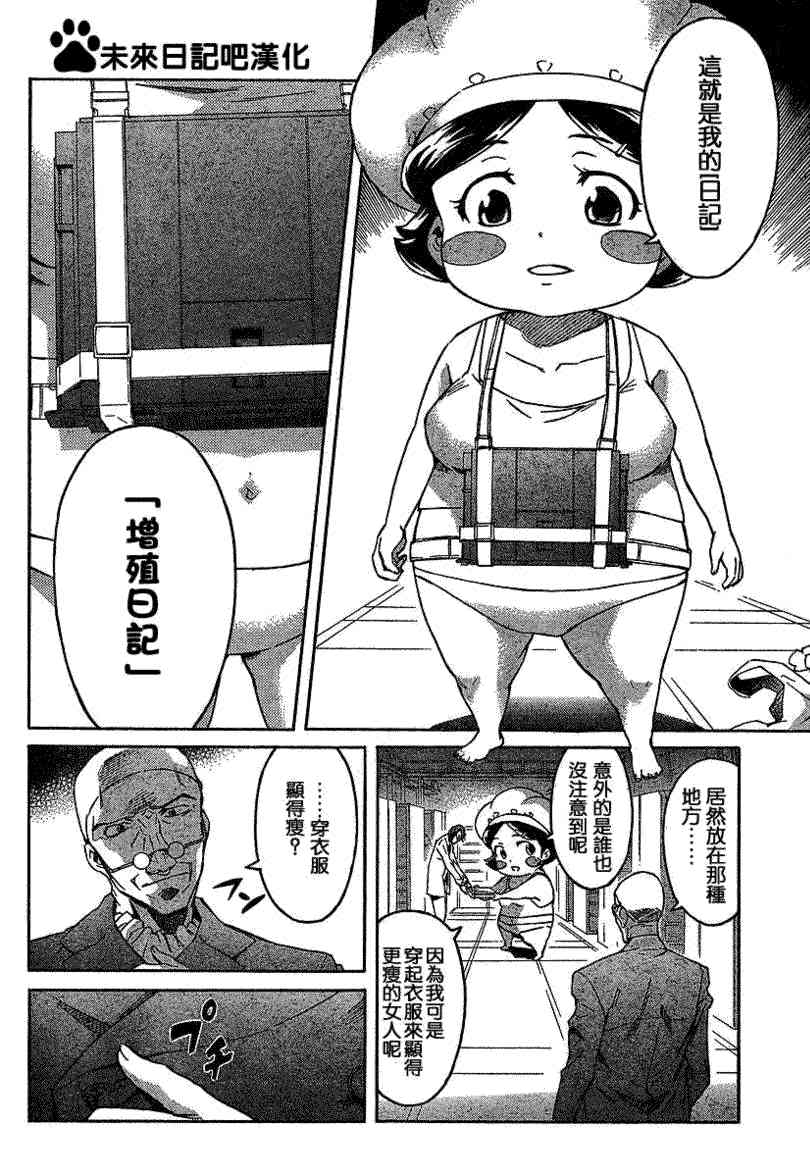 未來日記吧漢化
這就是我的[日記]
「增殖日記」
居然放在那種
地方……
意外的是誰也
沒注意到呢
因為我可是
穿起衣服來顯得
更瘦的女人呢
……穿衣服
顯得瘦？
プチ